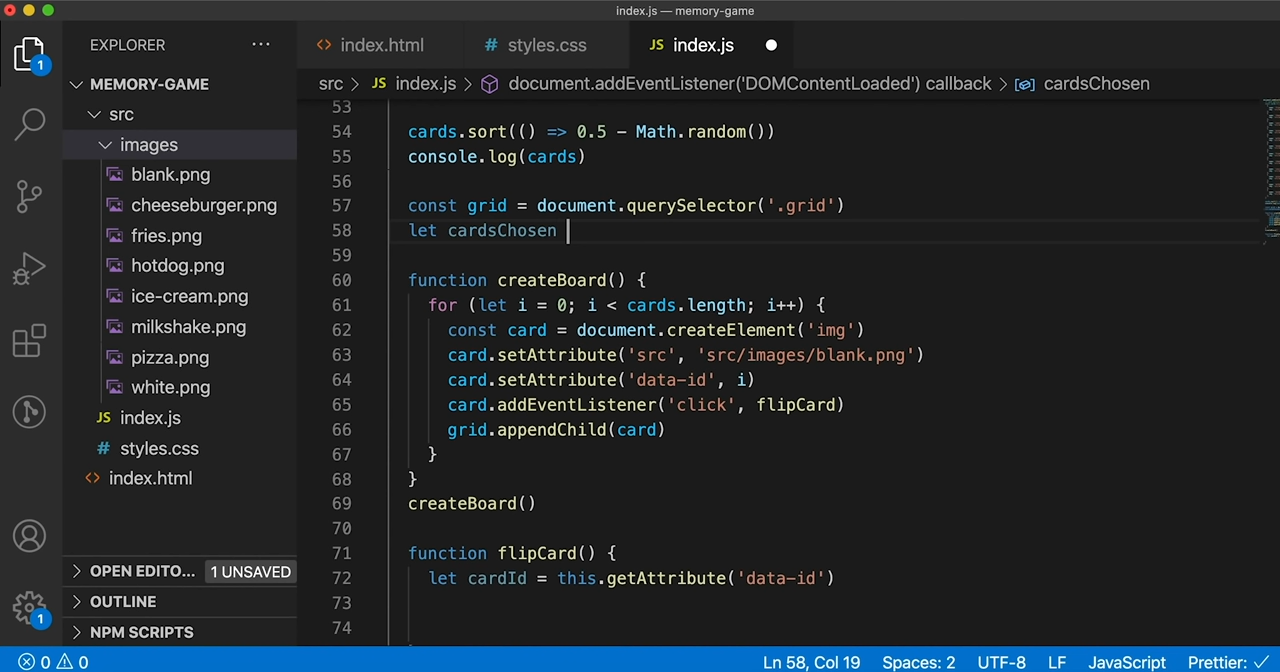 index.js — memory-game
EXPLORER ···
index.html
# styles.css
JS index.js
src > JS index.js > document.addEventListener('DOMContentLoaded') callback > cardsChosen
1
MEMORY-GAME
src
images
blank.png
cheeseburger.png
fries.png
hotdog.png
ice-cream.png
milkshake.png
pizza.png
white.png
JS index.js
# styles.css
<> index.html
OPEN EDITO... 1 UNSAVED
OUTLINE
NPM SCRIPTS
1
53
54 cards.sort(() => 0.5 - Math.random())
55 console.log(cards)
56
57 const grid = document.querySelector('.grid')
58 let cardsChosen
59
60 function createBoard() {
61 for (let i = 0; i < cards.length; i++) {
62 const card = document.createElement('img')
63 card.setAttribute('src', 'src/images/blank.png')
64 card.setAttribute('data-id', i)
65 card.addEventListener('click', flipCard)
66 grid.appendChild(card)
67 }
68 }
69 createBoard()
70
71 function flipCard() {
72 let cardId = this.getAttribute('data-id')
73
74
0 0 Ln 58, Col 19 Spaces: 2 UTF-8 LF JavaScript Prettier: ✓